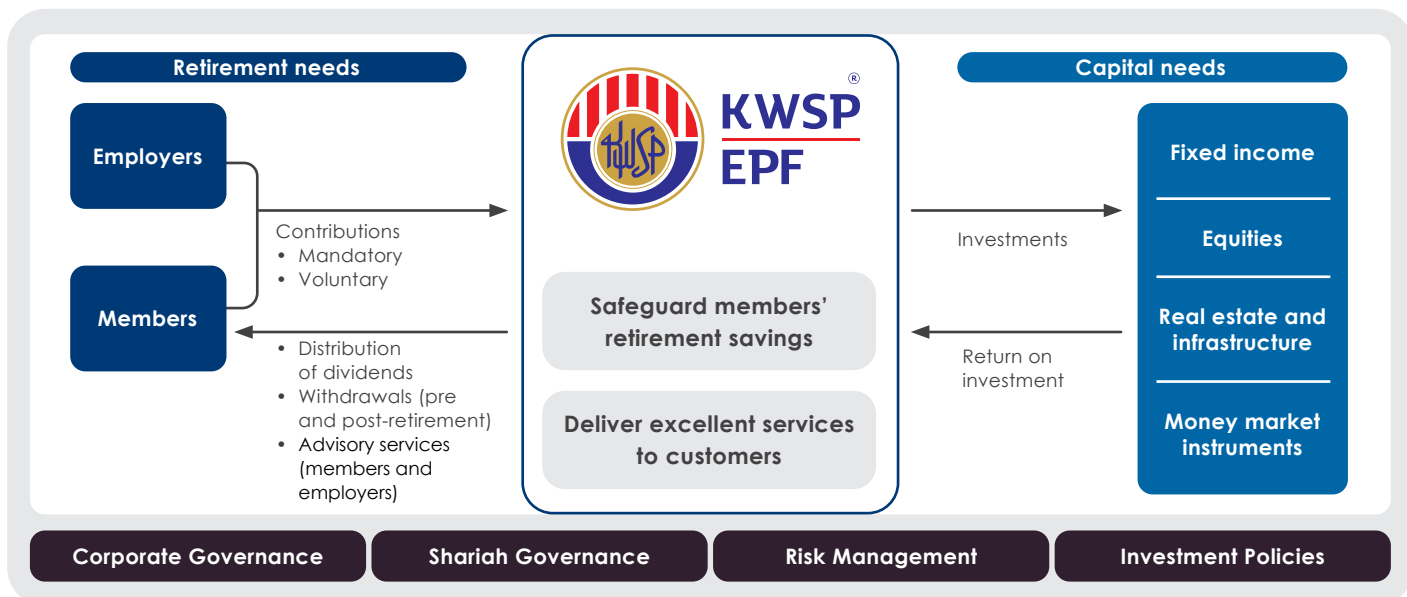 Retirement needs
Employers
Members
Contributions
• Mandatory
• Voluntary
• Distribution
of dividends
• Withdrawals (pre
and post-retirement)
• Advisory services
(members and
employers)
KWSP
®
KWSP
EPF
Safeguard members’
retirement savings
Deliver excellent services
to customers
Investments
Return on
investment
Capital needs
Fixed income
Equities
Real estate and
infrastructure
Money market
instruments
Corporate Governance
Shariah Governance
Risk Management
Investment Policies